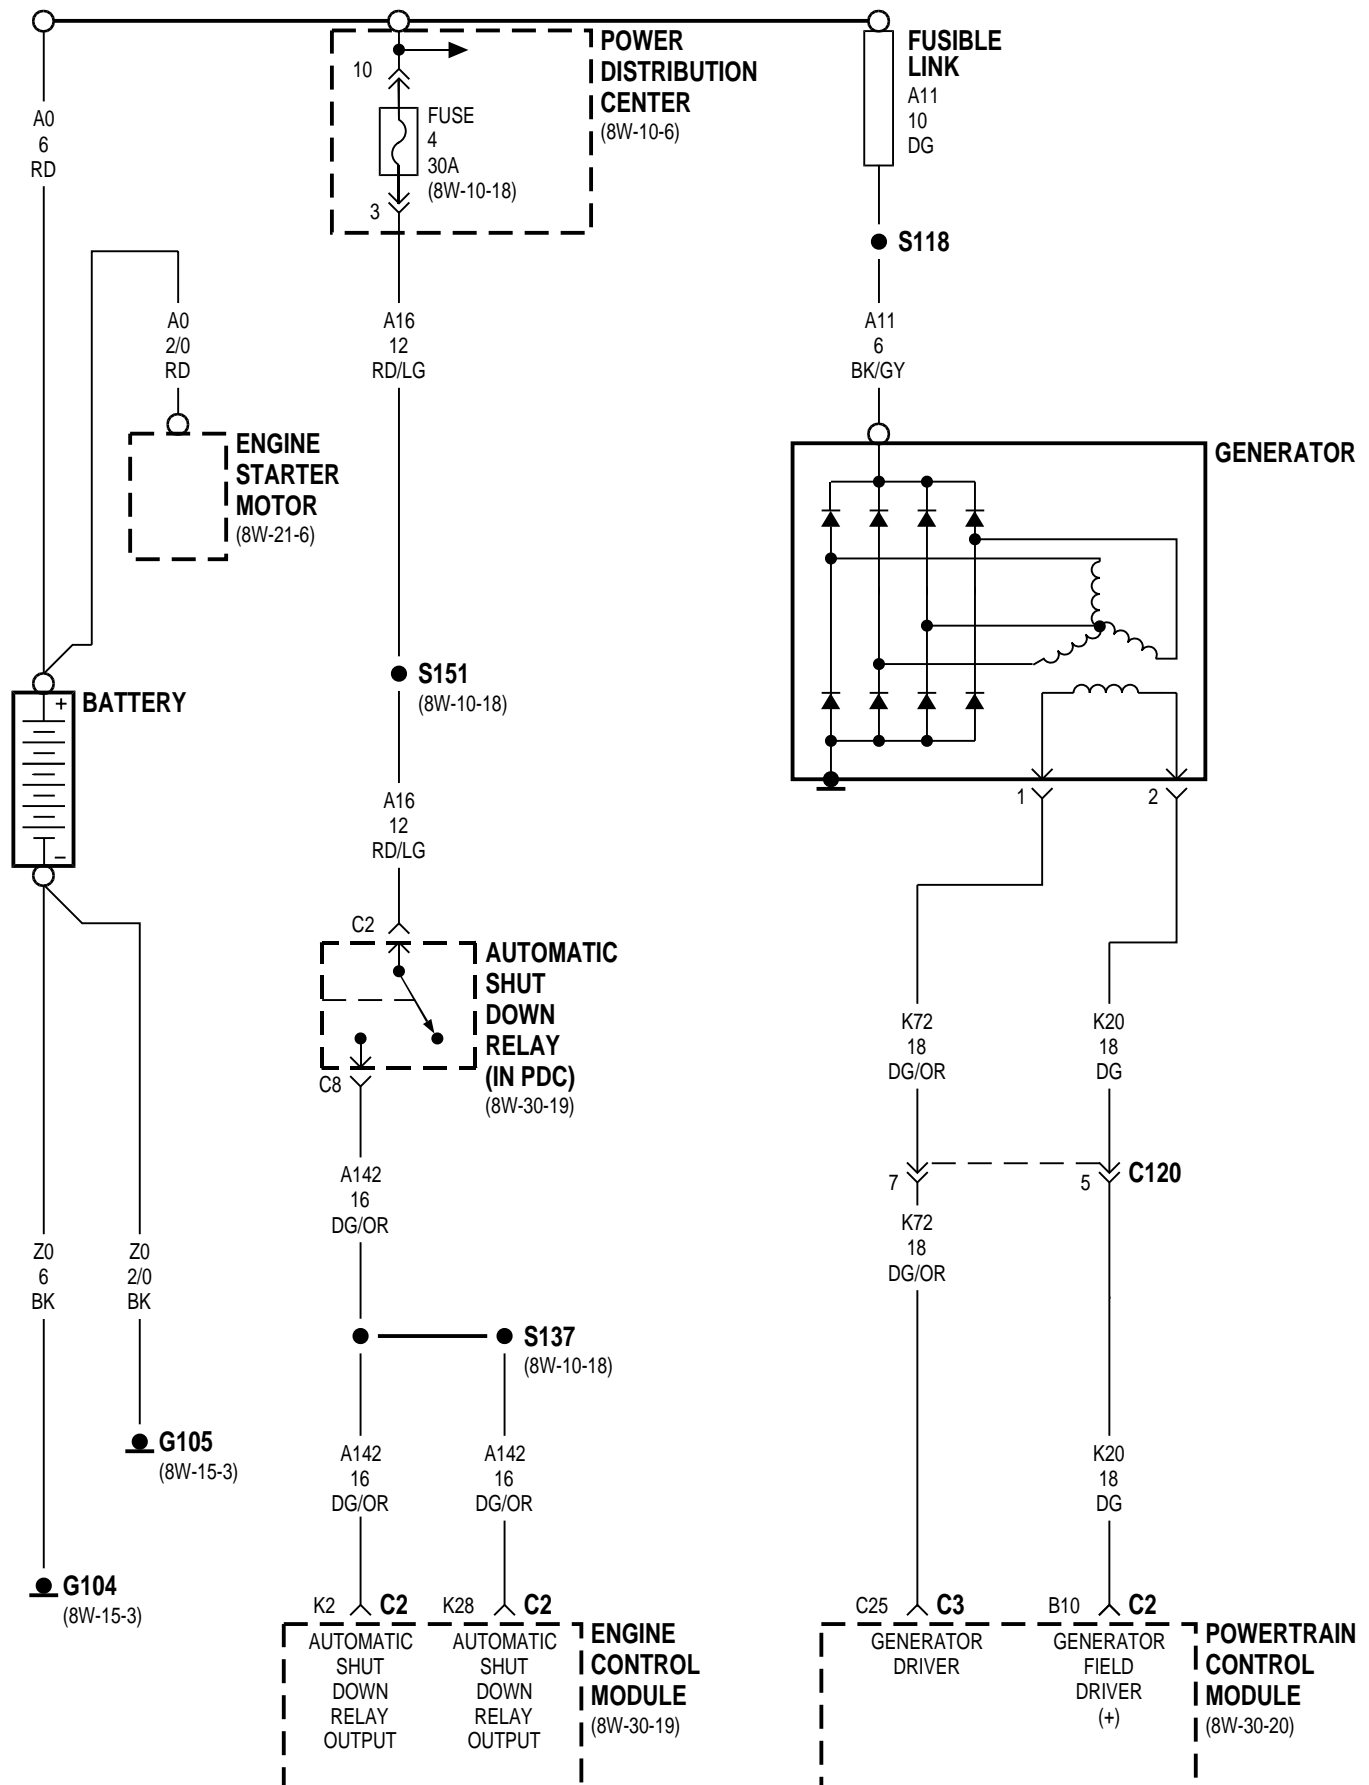 POWER
DISTRIBUTION
CENTER
(8W-10-6)
10
FUSE
4
30A
(8W-10-18)
3
FUSIBLE
LINK
A11
10
DG
A0
6
RD
S118
A0
2/0
RD
A16
12
RD/LG
A11
6
BK/GY
ENGINE
STARTER
MOTOR
(8W-21-6)
GENERATOR
S151
(8W-10-18)
+
BATTERY
–
A16
12
RD/LG
1
2
C2
AUTOMATIC
SHUT
DOWN
RELAY
(IN PDC)
(8W-30-19)
C8
K72
18
DG/OR
K20
18
DG
A142
16
DG/OR
7
5
C120
K72
18
DG/OR
Z0
6
BK
Z0
2/0
BK
S137
(8W-10-18)
G105
(8W-15-3)
A142
16
DG/OR
A142
16
DG/OR
K20
18
DG
G104
(8W-15-3)
K2
C2
K28
C2
C25
C3
B10
C2
AUTOMATIC
SHUT
DOWN
RELAY
OUTPUT
AUTOMATIC
SHUT
DOWN
RELAY
OUTPUT
ENGINE
CONTROL
MODULE
(8W-30-19)
GENERATOR
DRIVER
GENERATOR
FIELD
DRIVER
(+)
POWERTRAIN
CONTROL
MODULE
(8W-30-20)